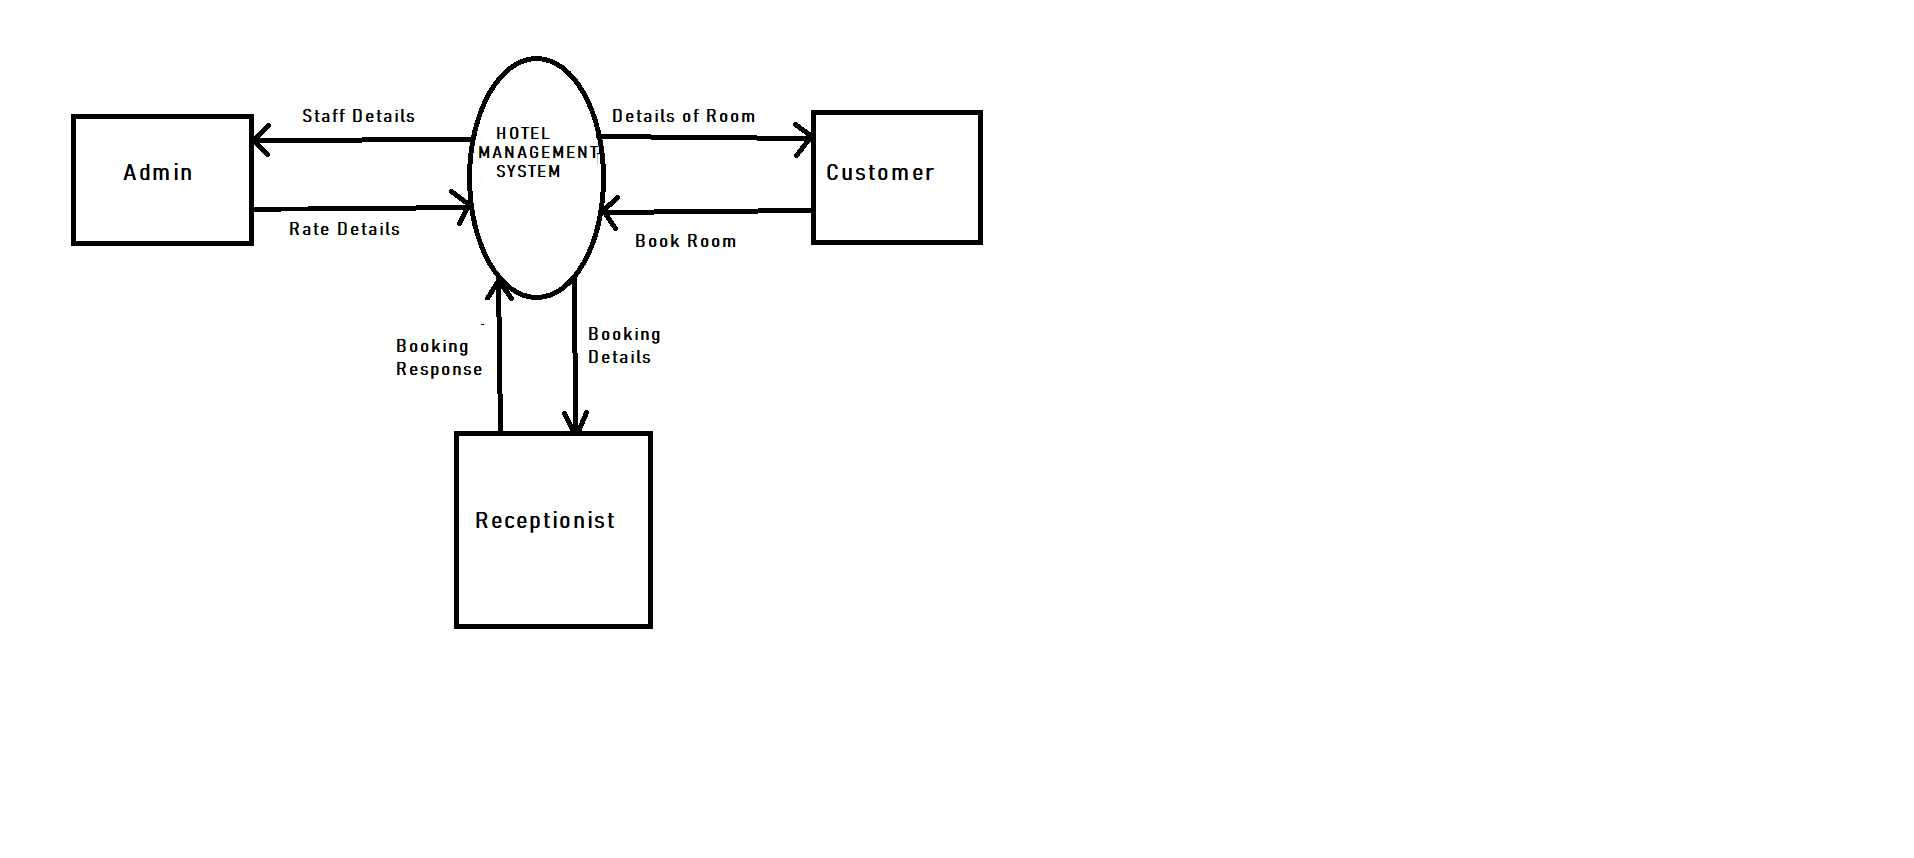 Staff Details
Details of Room
HOTEL
MANAGEMENT
SYSTEM
Admin
Customer
Rate Details
Book Room
Booking
Response
Booking
Details
Receptionist